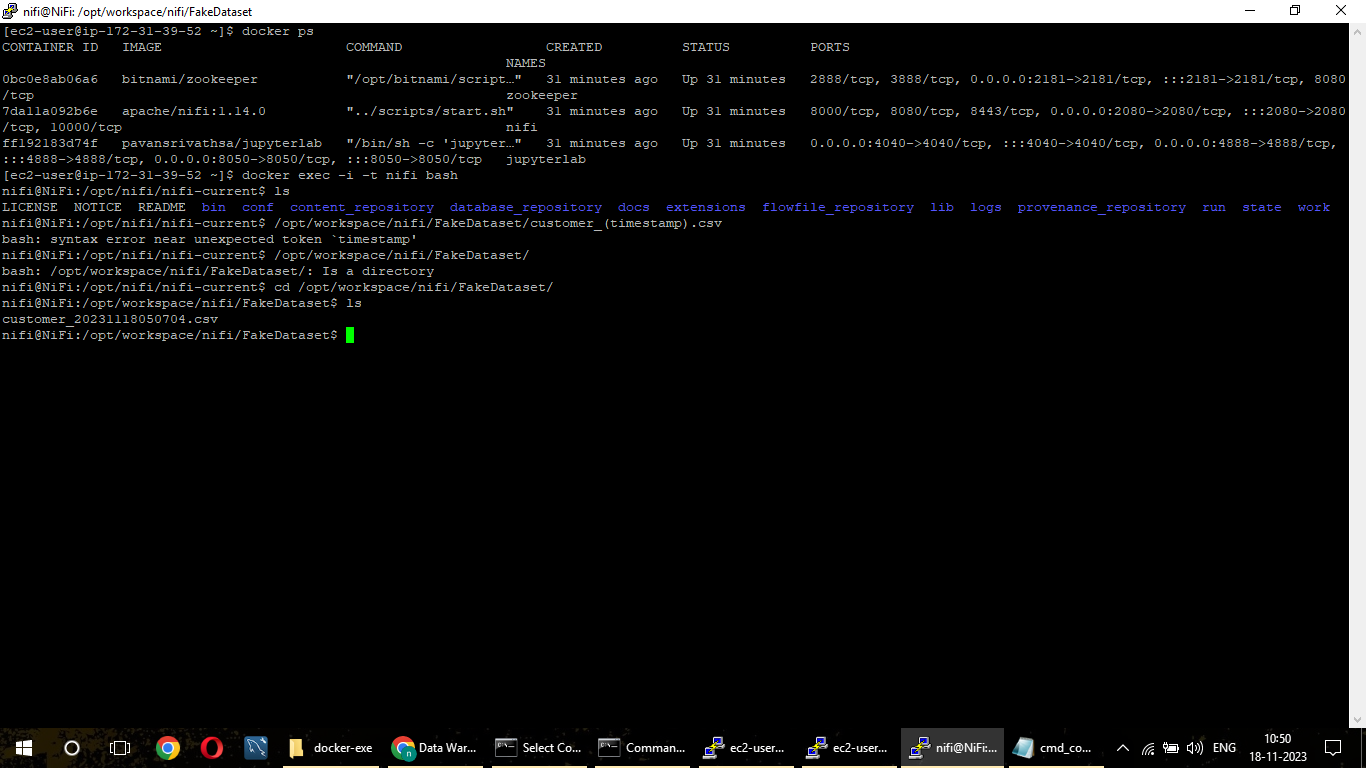 nifi@NiFi: /opt/workspace/nifi/FakeDataset
[ec2-user@ip-172-31-39-52 ~]$ docker ps
CONTAINER ID   IMAGE                       COMMAND                  CREATED          STATUS          PORTS
                                                               NAMES
0bc0e8ab06a6   bitnami/zookeeper           "/opt/bitnami/script…"   31 minutes ago   Up 31 minutes   2888/tcp, 3888/tcp, 0.0.0.0:2181->2181/tcp, :::2181->2181/tcp, 8080
/tcp                                                           zookeeper
7da11a092b6e   apache/nifi:1.14.0          "../scripts/start.sh"    31 minutes ago   Up 31 minutes   8000/tcp, 8080/tcp, 8443/tcp, 0.0.0.0:2080->2080/tcp, :::2080->2080
/tcp, 10000/tcp                                                nifi
ff192183d74f   pavansrivathsa/jupyterlab   "/bin/sh -c 'jupyter…"   31 minutes ago   Up 31 minutes   0.0.0.0:4040->4040/tcp, :::4040->4040/tcp, 0.0.0.0:4888->4888/tcp,
:::4888->4888/tcp, 0.0.0.0:8050->8050/tcp, :::8050->8050/tcp   jupyterlab
[ec2-user@ip-172-31-39-52 ~]$ docker exec -i -t nifi bash
nifi@NiFi:/opt/nifi/nifi-current$ ls
LICENSE  NOTICE  README  bin  conf  content_repository  database_repository  docs  extensions  flowfile_repository  lib  logs  provenance_repository  run  state  work
nifi@NiFi:/opt/nifi/nifi-current$ /opt/workspace/nifi/FakeDataset/customer_(timestamp).csv
bash: syntax error near unexpected token `timestamp'
nifi@NiFi:/opt/nifi/nifi-current$ /opt/workspace/nifi/FakeDataset/
bash: /opt/workspace/nifi/FakeDataset/: Is a directory
nifi@NiFi:/opt/nifi/nifi-current$ cd /opt/workspace/nifi/FakeDataset/
nifi@NiFi:/opt/workspace/nifi/FakeDataset$ ls
customer_20231118050704.csv
nifi@NiFi:/opt/workspace/nifi/FakeDataset$
docker-exe  Data War...  Select Co...  Comman...  ec2-user...  ec2-user...  nifi@NiFi:...  cmd_co...  ENG  10:50
18-11-2023